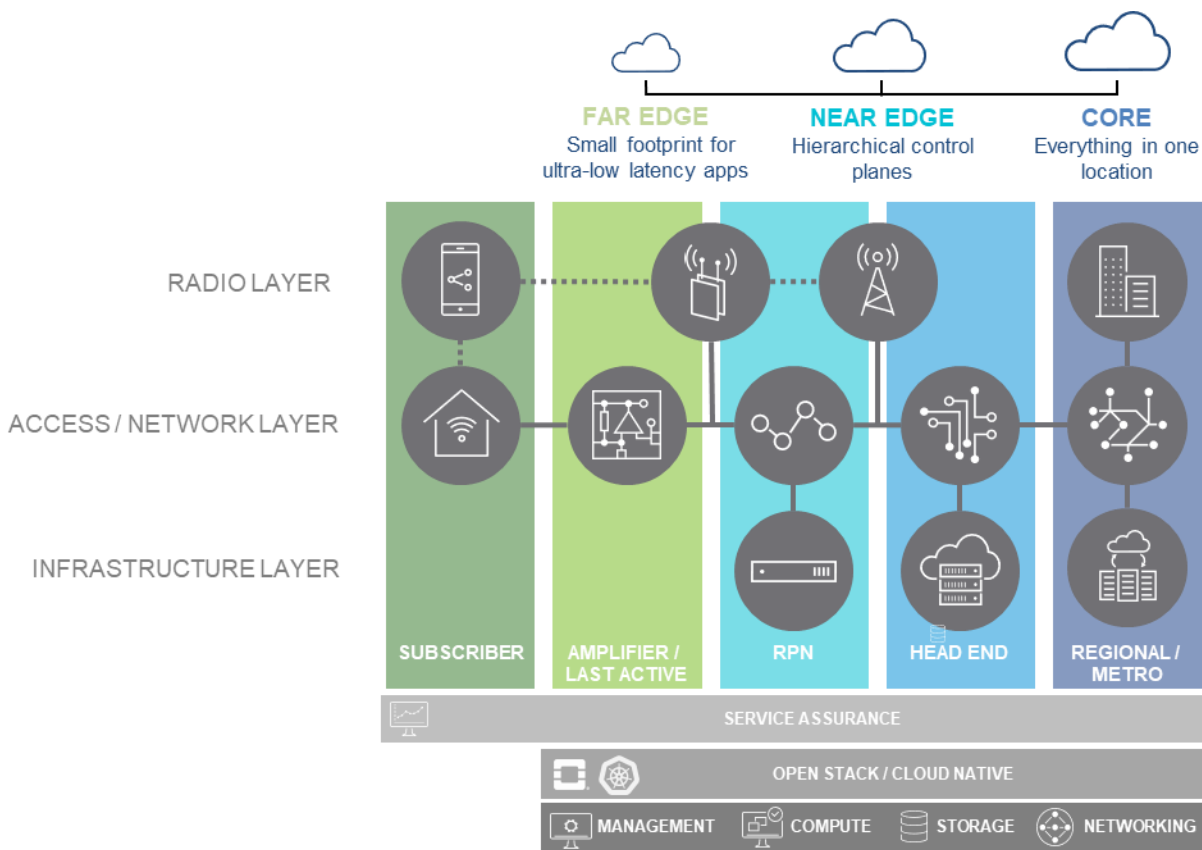 FAR EDGE
Small footprint for
ultra-low latency apps
NEAR EDGE
Hierarchical control
planes
CORE
Everything in one
location
RADIO LAYER
ACCESS / NETWORK LAYER
INFRASTRUCTURE LAYER
SUBSCRIBER
AMPLIFIER /
LAST ACTIVE
RPN
HEAD END
REGIONAL /
METRO
SERVICE ASSURANCE
OPEN STACK / CLOUD NATIVE
MANAGEMENT
COMPUTE
STORAGE
NETWORKING